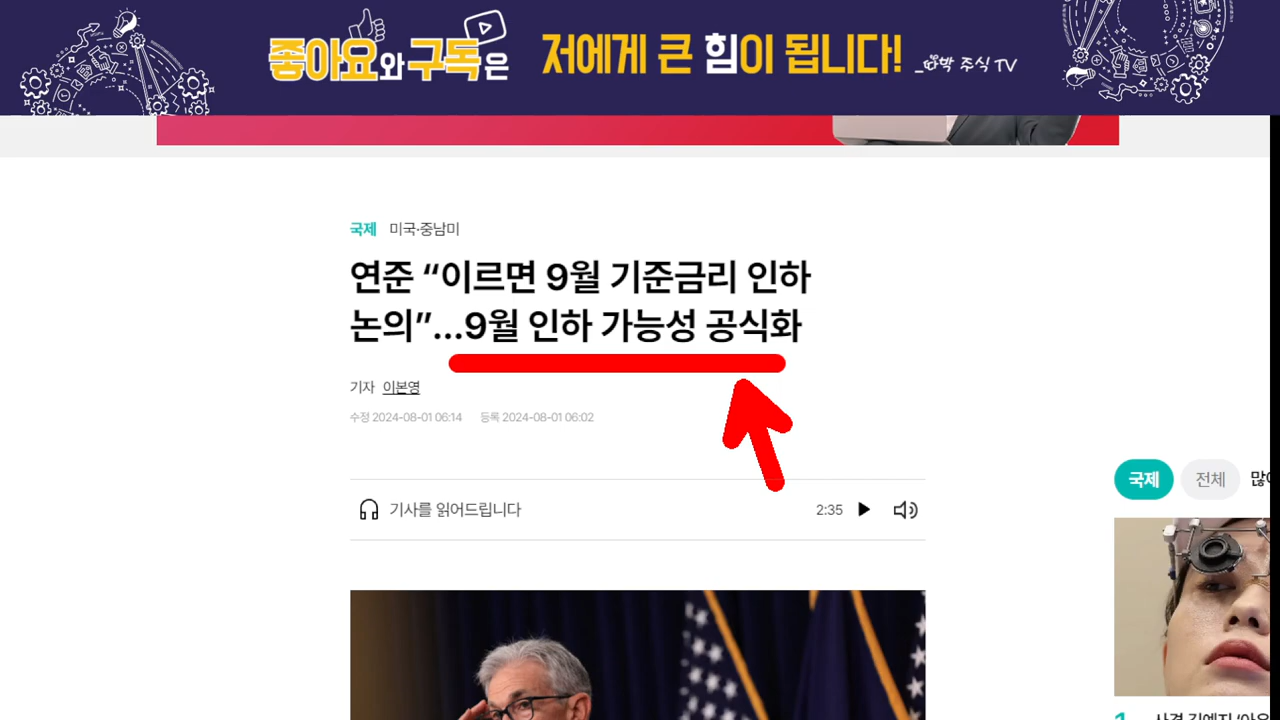 좋아요와 구독은 저에게 큰 힘이 됩니다!
박 주식 TV
국제 미국·중남미
연준 “이르면 9월 기준금리 인하
논의”…9월 인하 가능성 공식화
기자 이본영
수정 2024-08-01 06:14 등록 2024-08-01 06:02
국제 전체
기사를 읽어드립니다 2:35
1